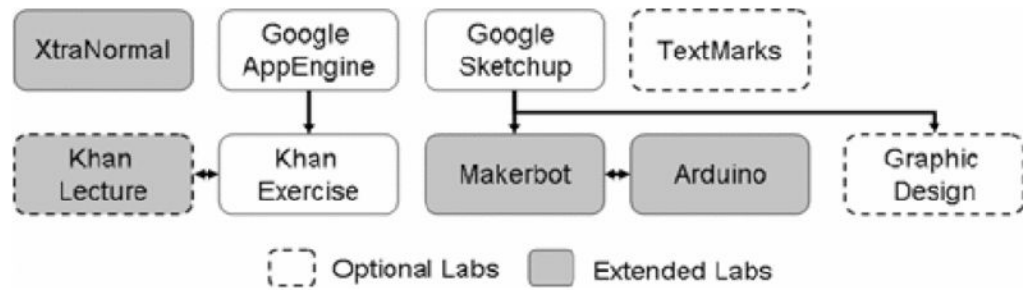 XtraNormal
Google
AppEngine
Google
Sketchup
TextMarks
Khan
Lecture
Khan
Exercise
Makerbot
Arduino
Graphic
Design
Optional Labs
Extended Labs